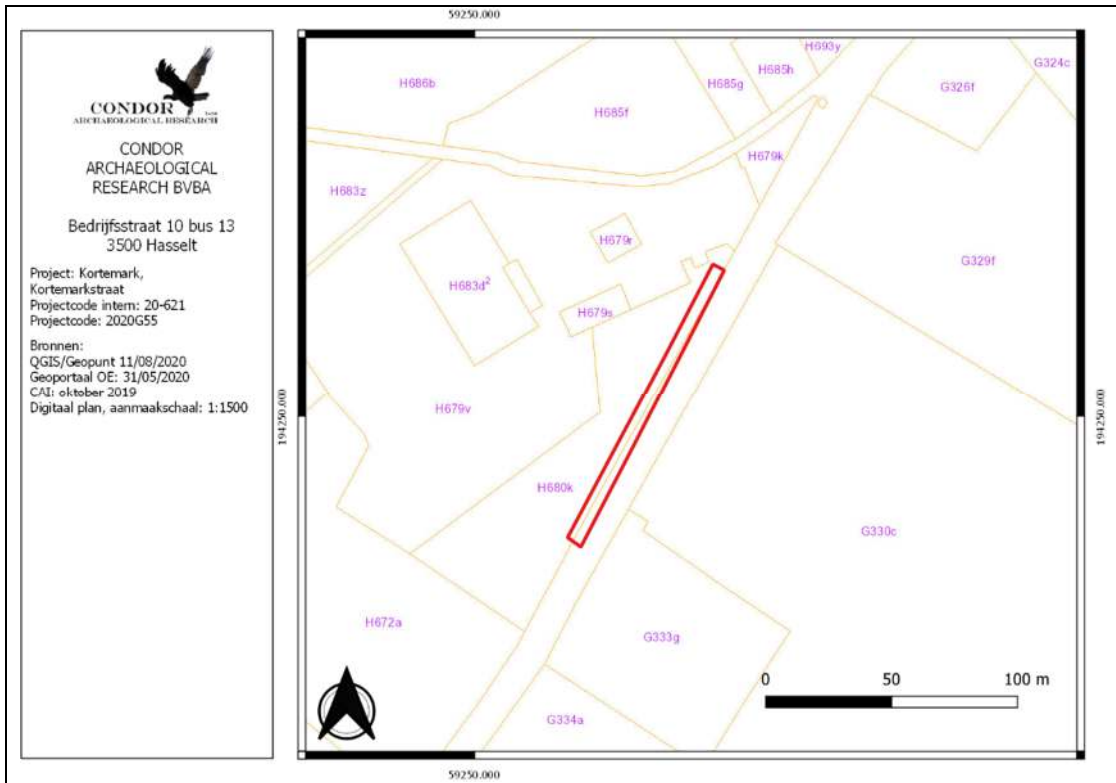 CONDOR
ARCHAEOLOGICAL RESEARCH
CONDOR
ARCHAEOLOGICAL
RESEARCH BVBA
Bedrijfsstraat 10 bus 13
3500 Hasselt
Project: Kortemark,
Kortemarkstraat
Projectcode intern: 20-621
Projectcode: 2020G55
Bronnen:
QGIS/Geopunt 11/08/2020
Geoportaal OE: 31/05/2020
CAI: oktober 2019
Digitaal plan, aanmaakschaal: 1:1500
59250.000
H693y
G324c
H686b
H685g
H685h
G326f
H685f
H679k
H683z
H679r
G329f
H683d²
H679s
194250.000
194250.000
H679v
H680k
G330c
H672a
G333g
0 50 100 m
G334a
59250.000